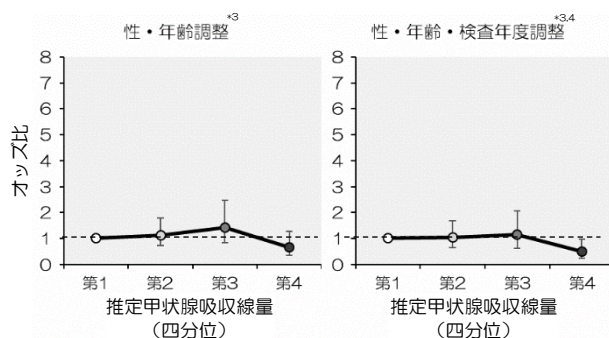 性・年齢調整*3
8
7
6
5
4
3
2
1
0
オッズ比
第1 第2 第3 第4
推定甲状腺吸収線量
（四分位）
性・年齢・検査年度調整*3,4
8
7
6
5
4
3
2
1
0
第1 第2 第3 第4
推定甲状腺吸収線量
（四分位）